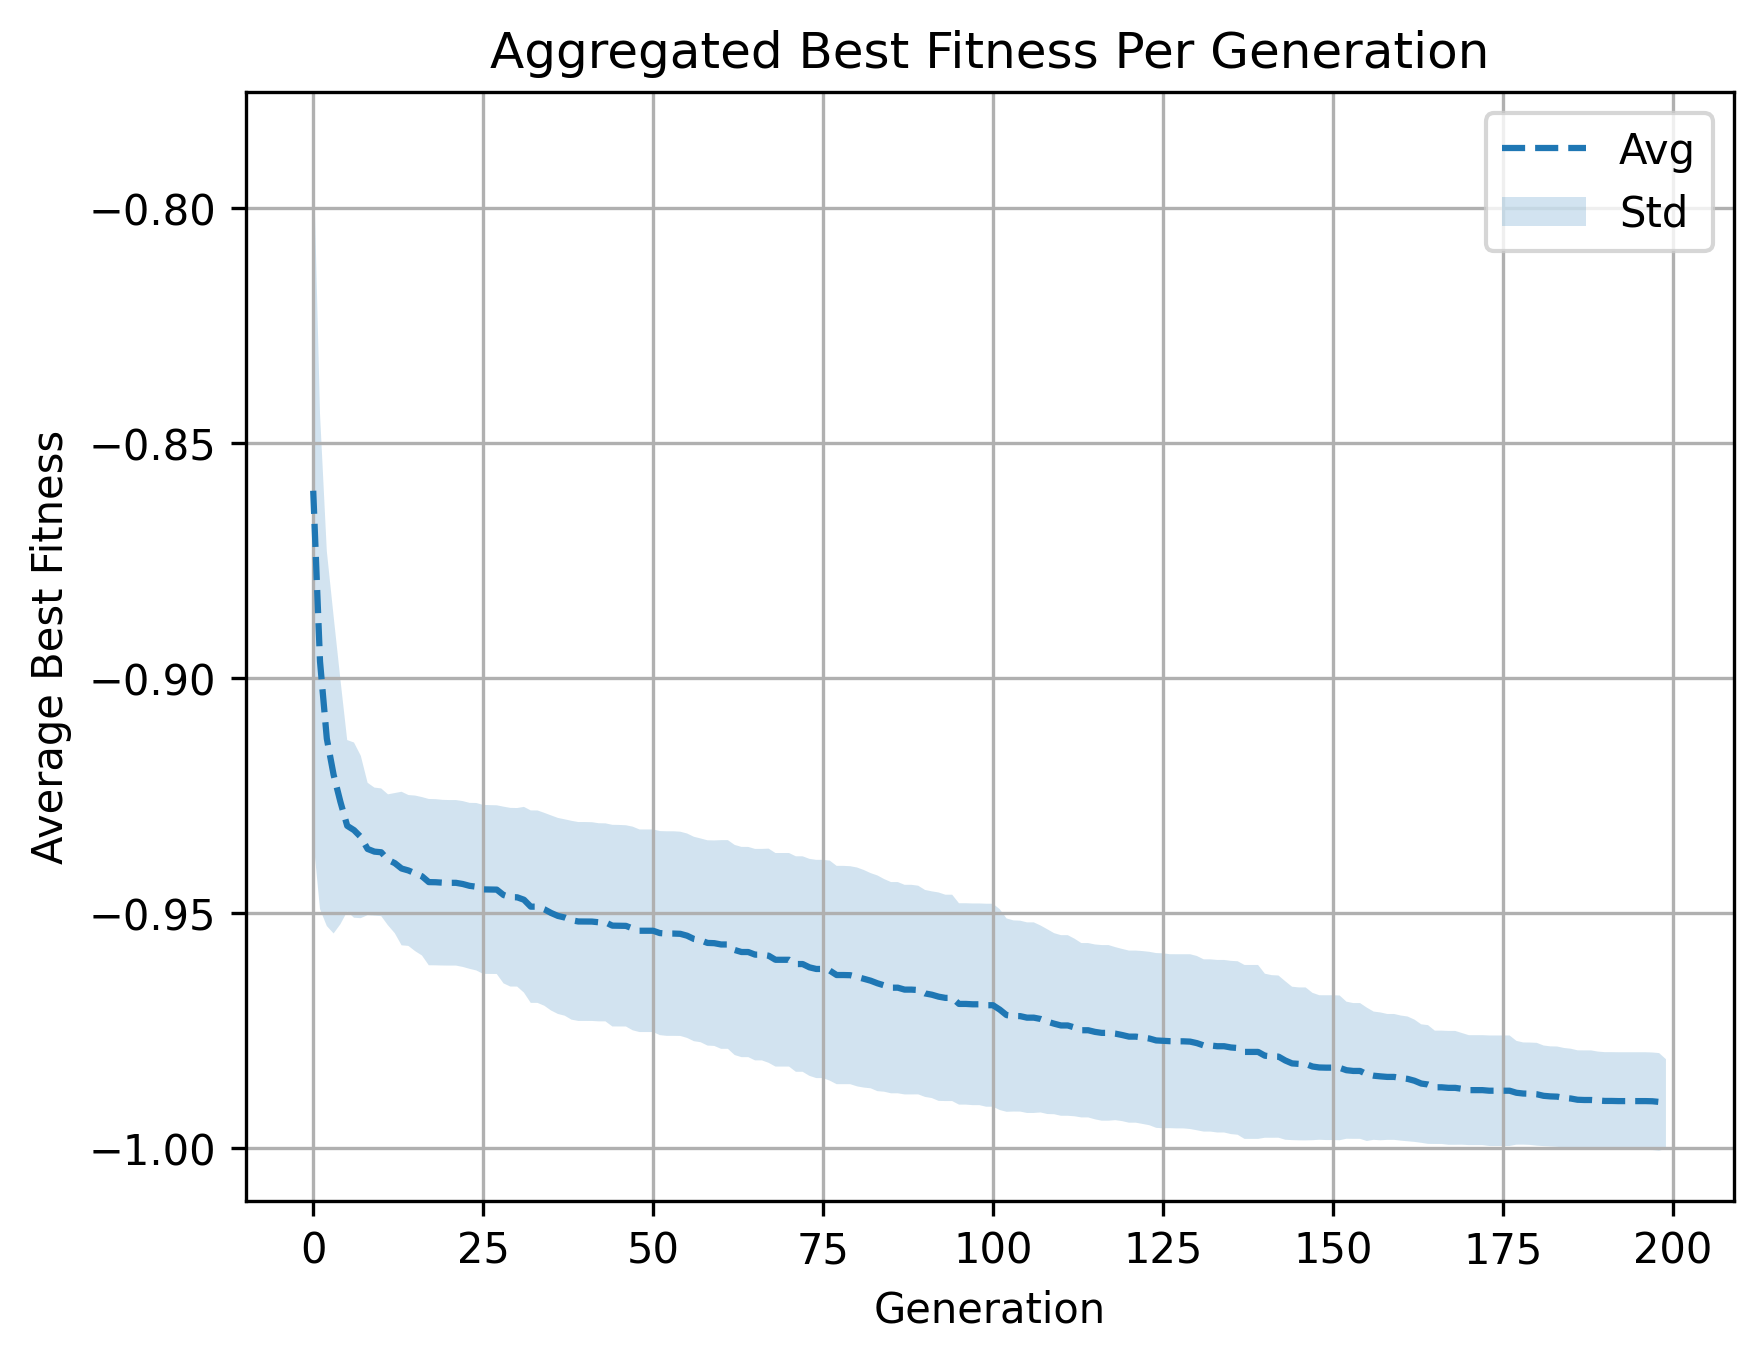 Aggregated Best Fitness Per Generation
Avg
Std
−0.80
−0.85
−0.90
−0.95
−1.00
Average Best Fitness
0 25 50 75 100 125 150 175 200
Generation